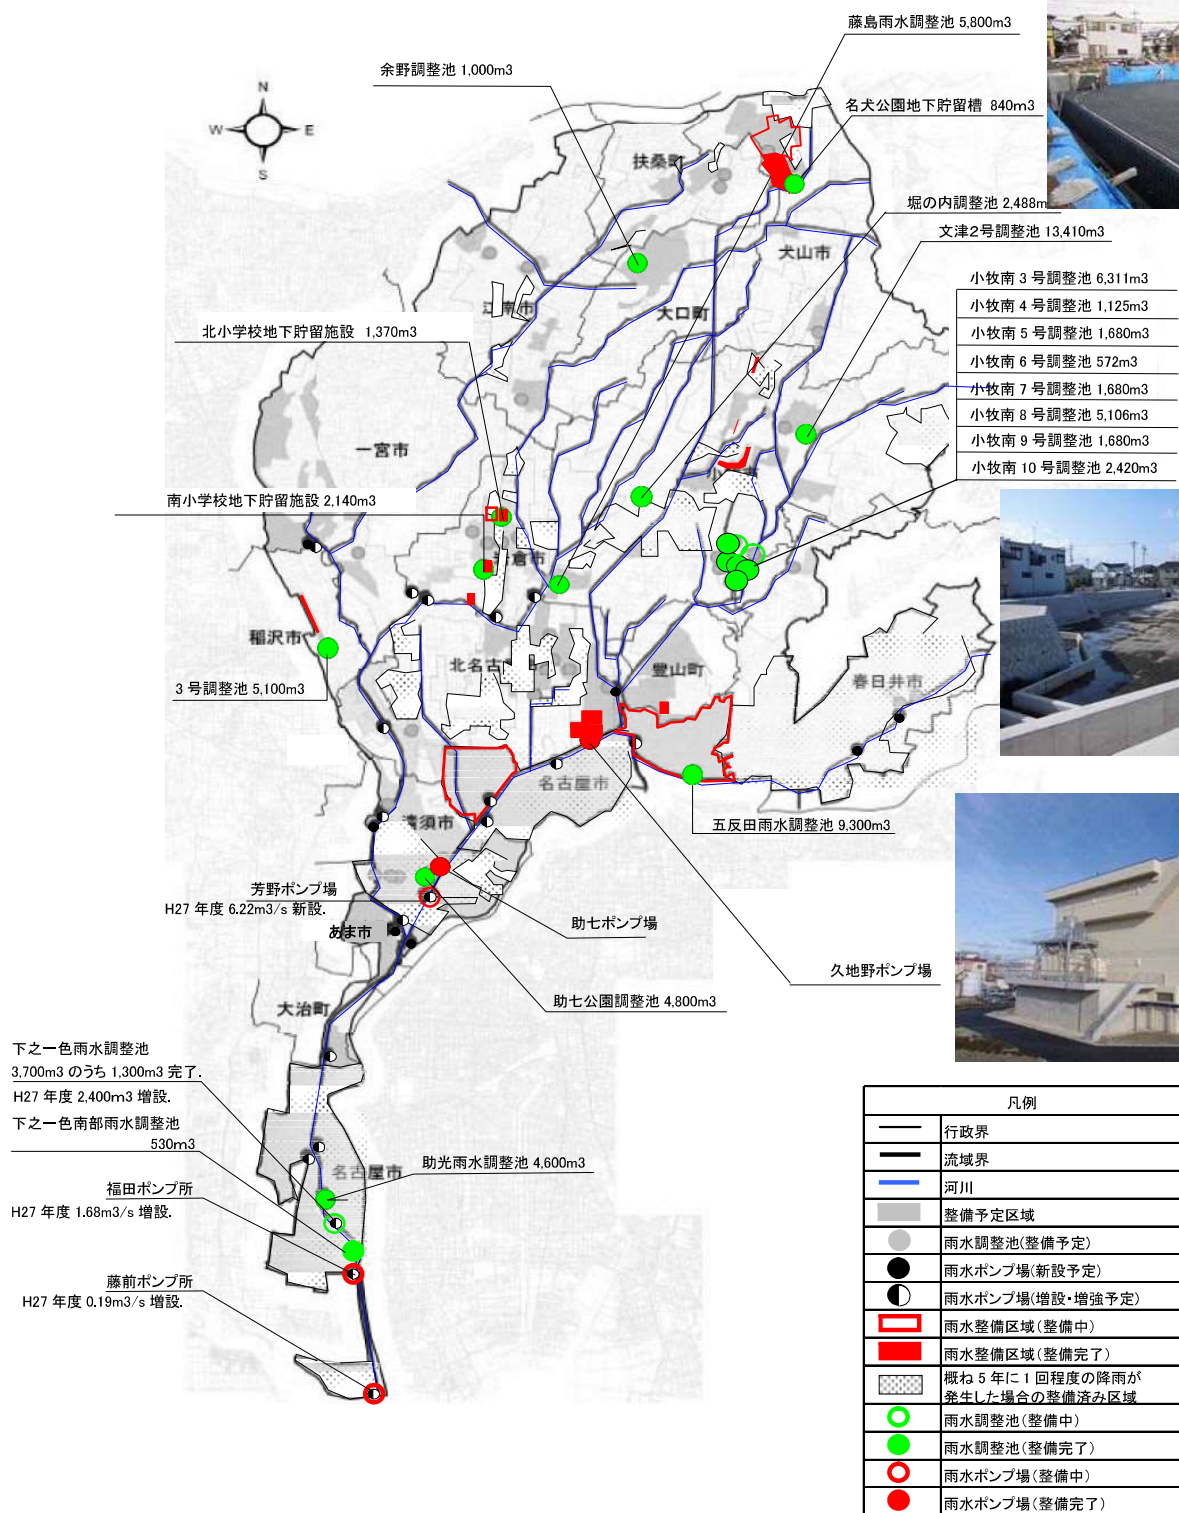 藤島雨水調整池 5,800m3
余野調整池 1,000m3
名犬公園地下貯留槽 840m3
N
W
E
S
扶桑町
堀の内調整池 2,488m
文津2号調整池 13,410m3
犬山市
小牧南 3 号調整池 6,311m3
小牧南 4 号調整池 1,125m3
小牧南 5 号調整池 1,680m3
小牧南 6 号調整池 572m3
小牧南 7 号調整池 1,680m3
小牧南 8 号調整池 5,106m3
小牧南 9 号調整池 1,680m3
小牧南 10 号調整池 2,420m3
江南市
大口町
北小学校地下貯留施設 1,370m3
一宮市
南小学校地下貯留施設 2,140m3
岩倉市
稲沢市
北名古
豊山町
春日井市
3 号調整池 5,100m3
名古屋市
清須市
五反田雨水調整池 9,300m3
芳野ポンプ場
H27 年度 6.22m3/s 新設.
あま市
助七ポンプ場
久地野ポンプ場
助七公園調整池 4,800m3
大治町
下之一色雨水調整池
3,700m3 のうち 1,300m3 完了.
H27 年度 2,400m3 増設.
下之一色南部雨水調整池
530m3
名古屋市
助光雨水調整池 4,600m3
福田ポンプ所
H27 年度 1.68m3/s 増設.
藤前ポンプ所
H27 年度 0.19m3/s 増設.
凡例
行政界
流域界
河川
整備予定区域
雨水調整池(整備予定)
雨水ポンプ場(新設予定)
雨水ポンプ場(増設・増強予定)
雨水整備区域(整備中)
雨水整備区域(整備完了)
概ね 5 年に 1 回程度の降雨が
発生した場合の整備済み区域
雨水調整池(整備中)
雨水調整池(整備完了)
雨水ポンプ場(整備中)
雨水ポンプ場(整備完了)